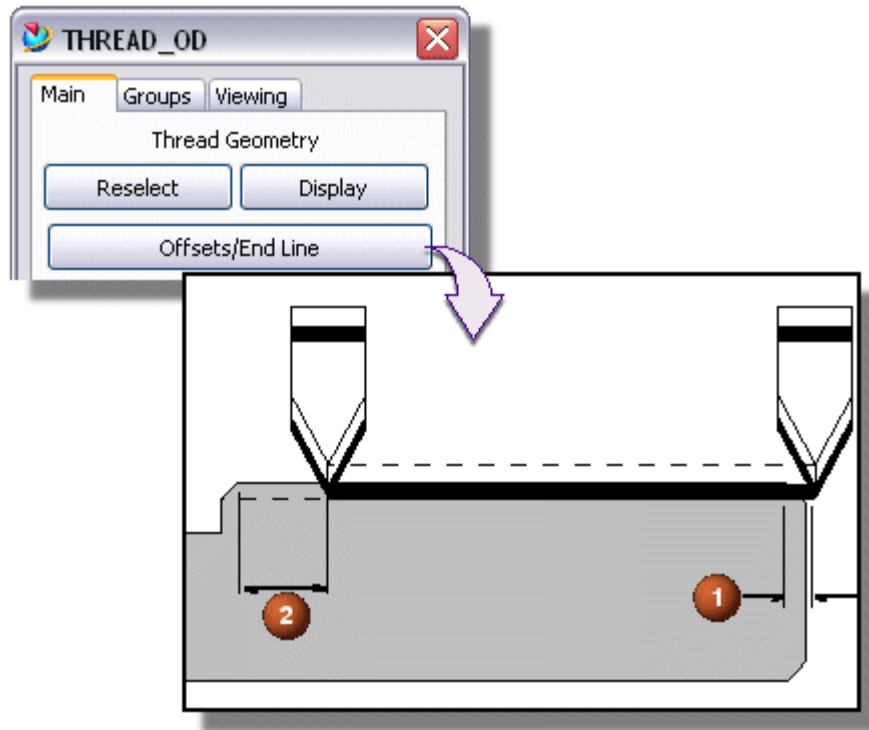 THREAD_OD
Main Groups Viewing
Thread Geometry
Reselect Display
Offsets/End Line
1
2